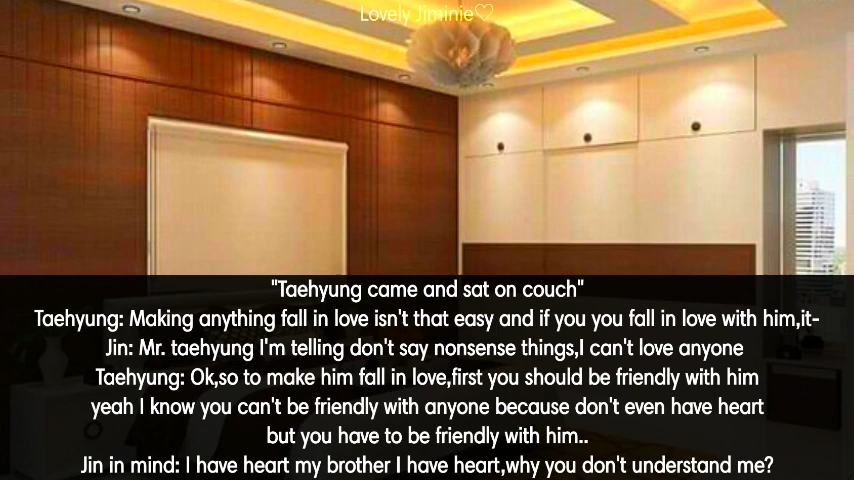 Lovely Jiminie♡
"Taehyung came and sat on couch"
Taehyung: Making anything fall in love isn't that easy and if you you fall in love with him,it-
Jin: Mr. taehyung I'm telling don't say nonsense things,I can't love anyone
Taehyung: Ok,so to make him fall in love,first you should be friendly with him
yeah I know you can't be friendly with anyone because don't even have heart
but you have to be friendly with him..
Jin in mind: I have heart my brother I have heart,why you don't understand me?